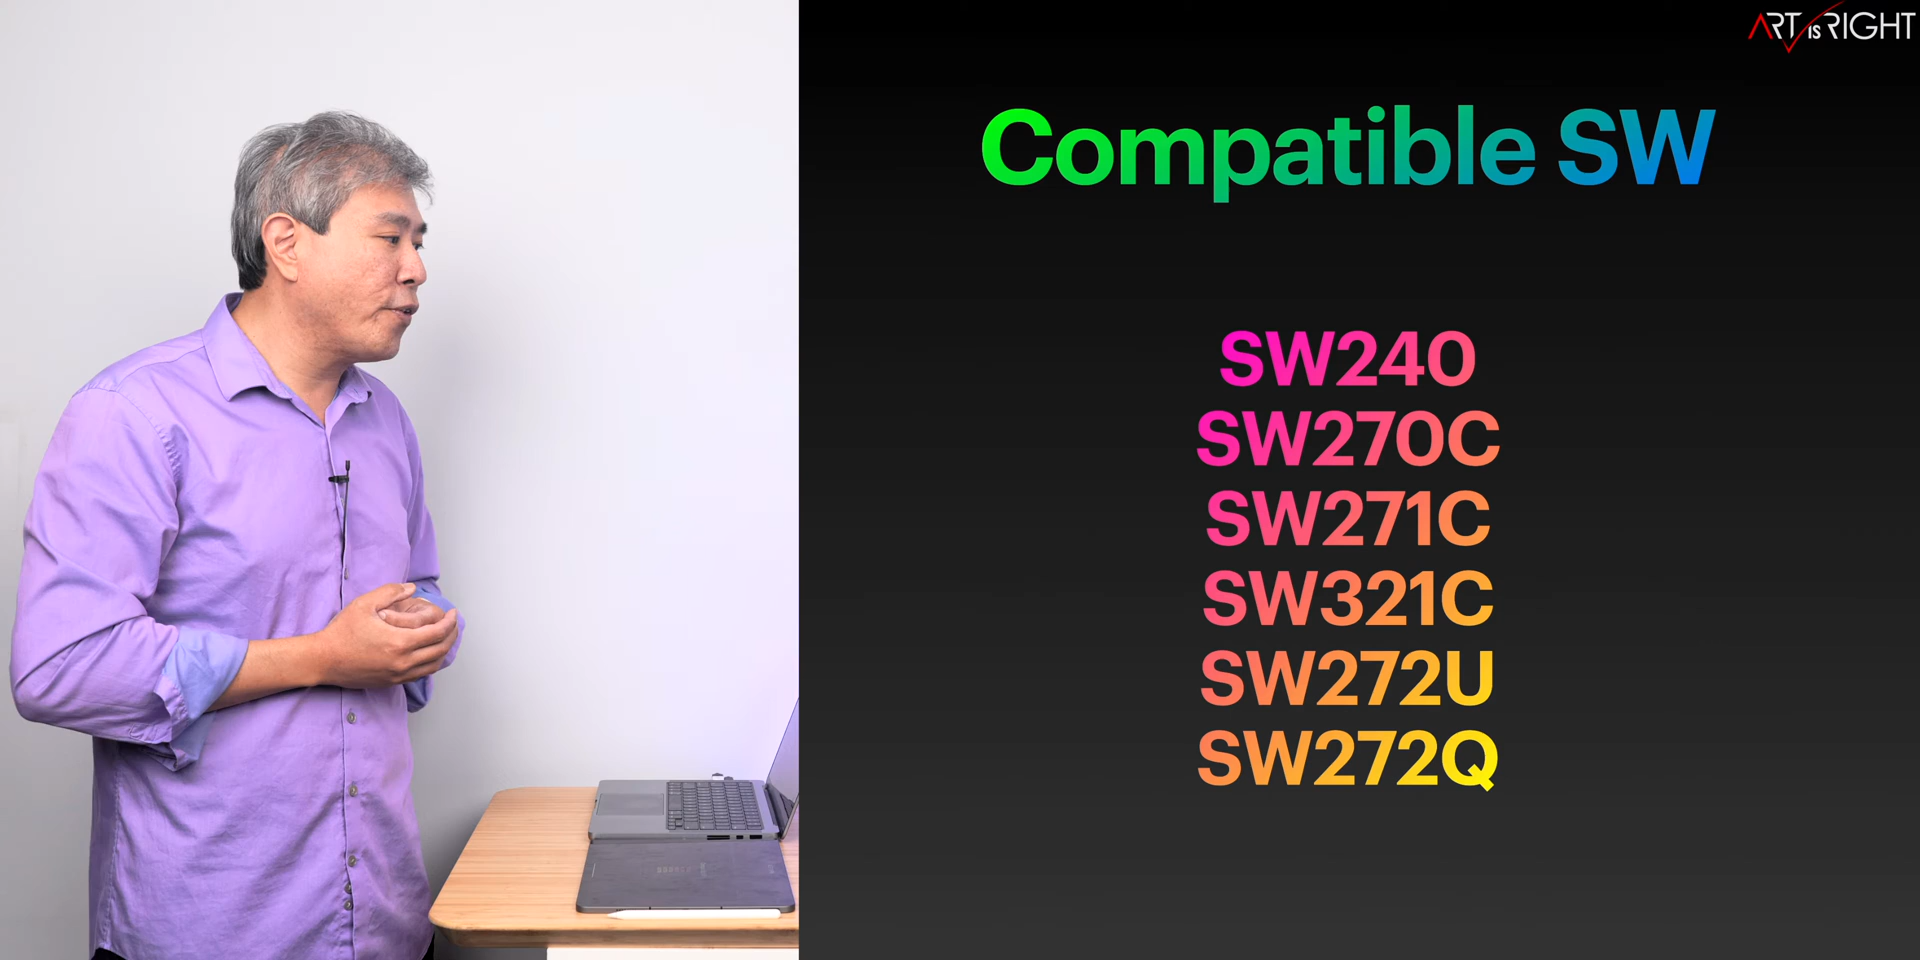 ART IS RIGHT
Compatible SW
SW240
SW270C
SW271C
SW321C
SW272U
SW272Q